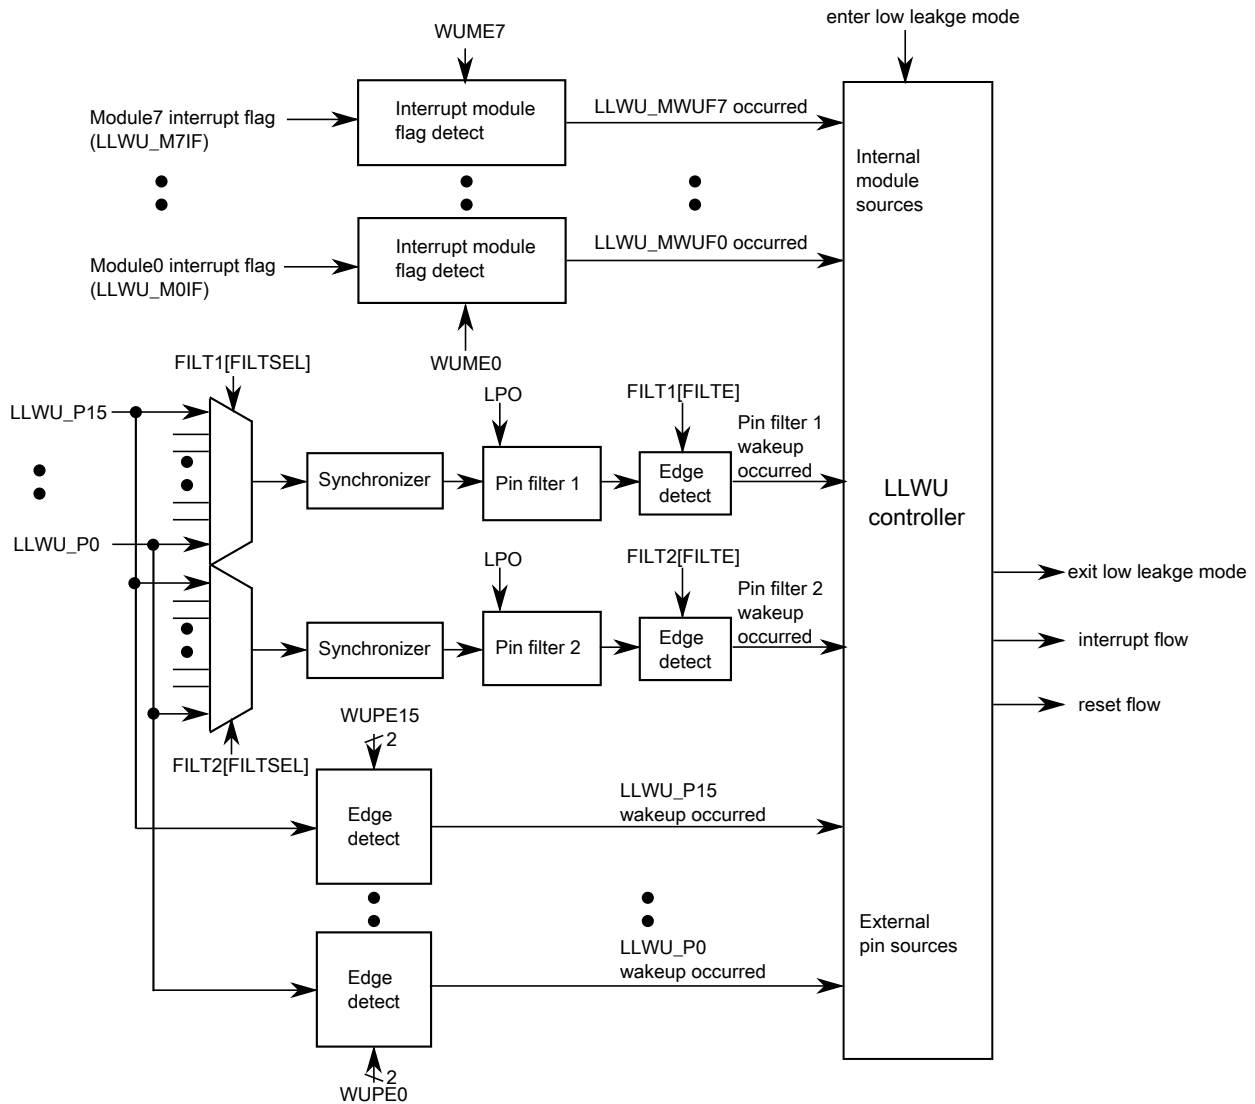 enter low leakge mode
WUME7
Module7 interrupt flag
(LLWU_M7IF)
Interrupt module
flag detect
LLWU_MWUF7 occurred
Internal
module
sources
Module0 interrupt flag
(LLWU_M0IF)
Interrupt module
flag detect
LLWU_MWUF0 occurred
WUME0
FILT1[FILTSEL]
LLWU_P15
LLWU_P0
Synchronizer
LPO
Pin filter 1
FILT1[FILTE]
Edge
detect
Pin filter 1
wakeup
occurred
LLWU
controller
Synchronizer
LPO
Pin filter 2
FILT2[FILTE]
Edge
detect
Pin filter 2
wakeup
occurred
exit low leakge mode
interrupt flow
reset flow
FILT2[FILTSEL]
WUPE15
2
Edge
detect
LLWU_P15
wakeup occurred
External
pin sources
Edge
detect
LLWU_P0
wakeup occurred
2
WUPE0